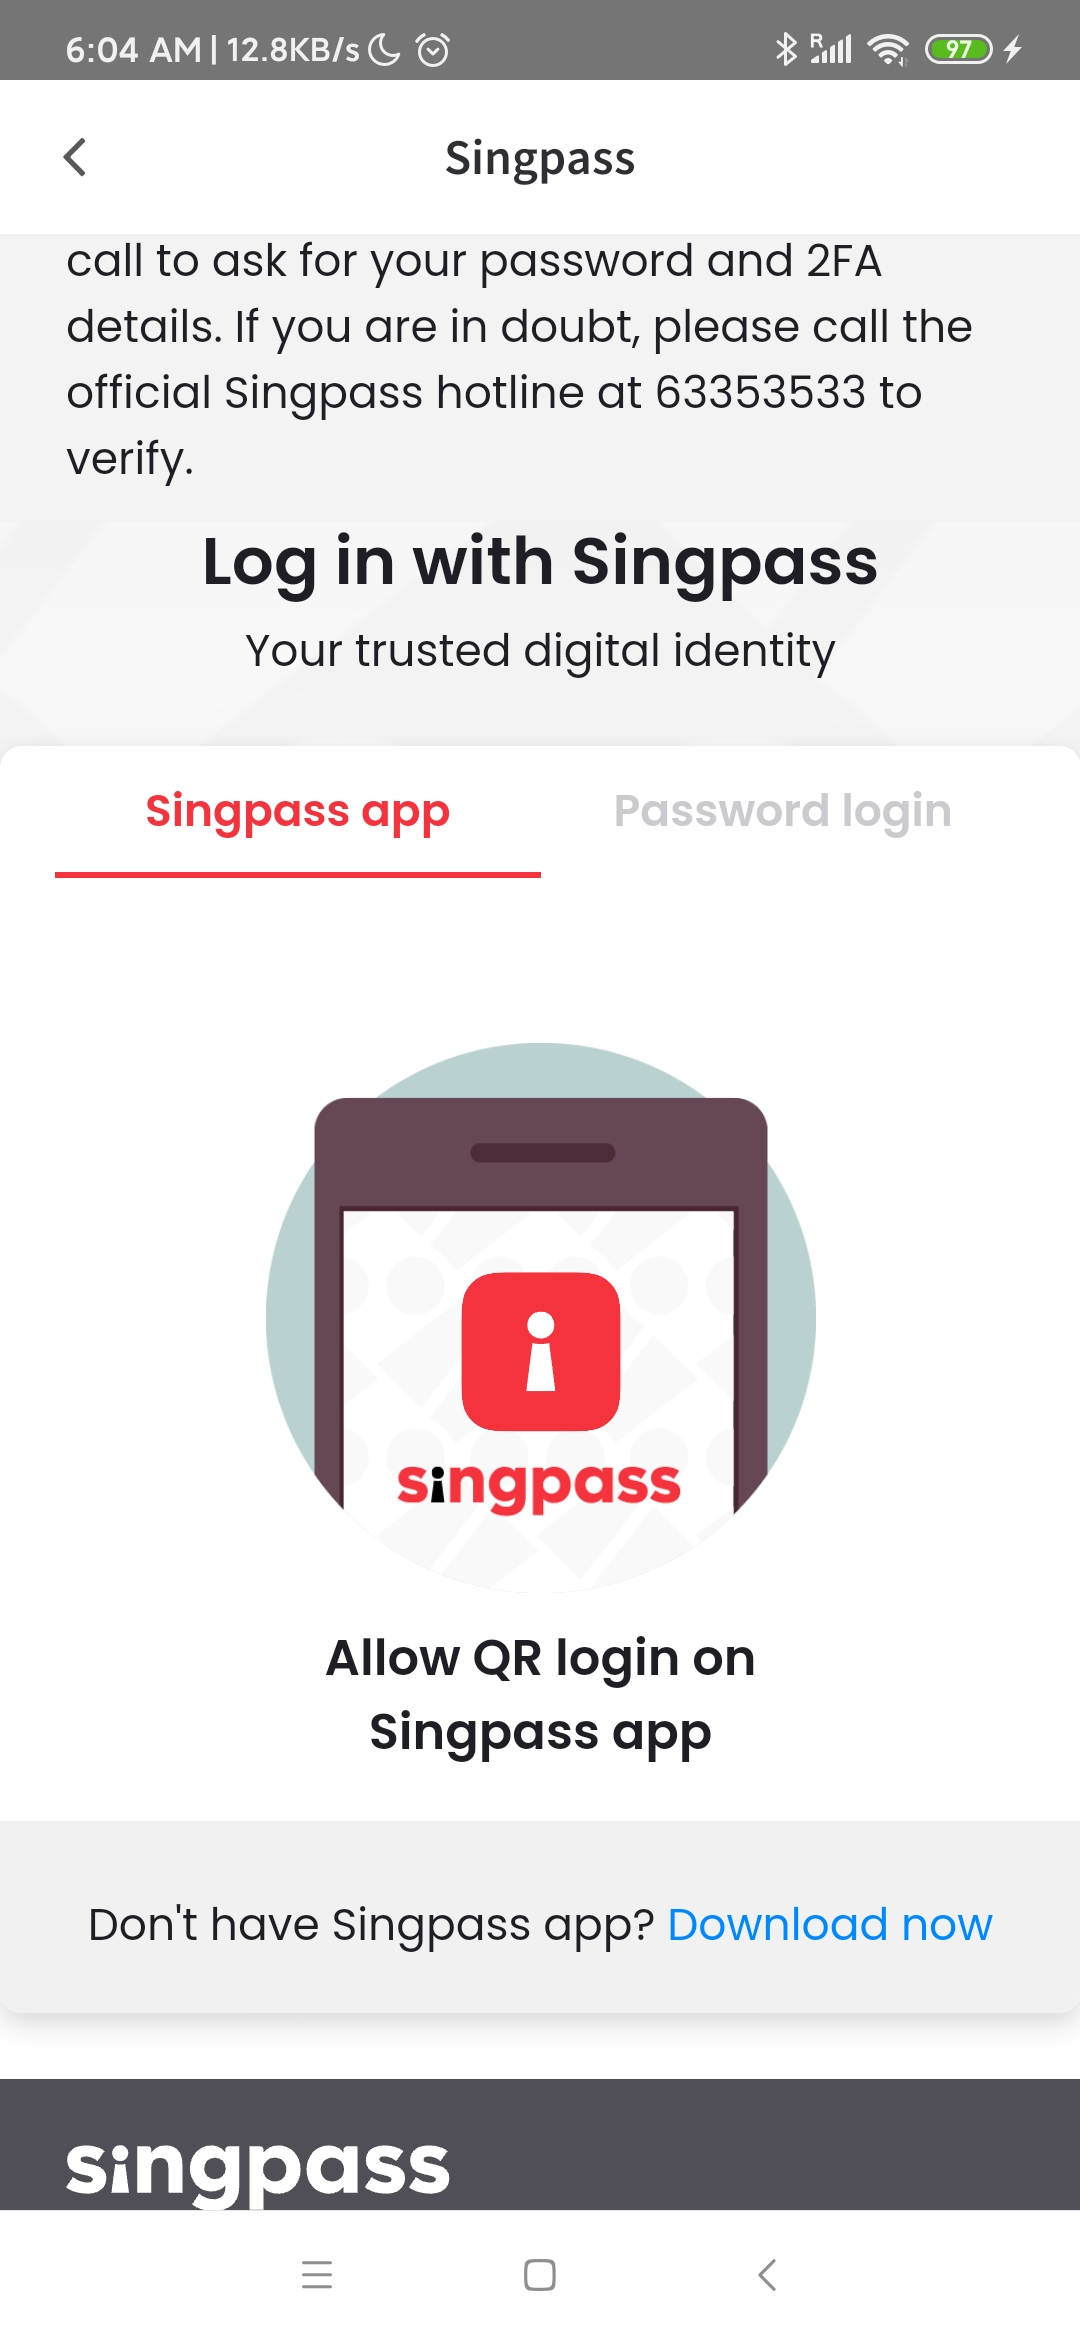 6:04 AM | 12.8KB/s R 97
Singpass
call to ask for your password and 2FA
details. If you are in doubt, please call the
official Singpass hotline at 63353533 to
verify.
Log in with Singpass
Your trusted digital identity
Singpass app Password login
singpass
Allow QR login on
Singpass app
Don't have Singpass app? Download now
singpass